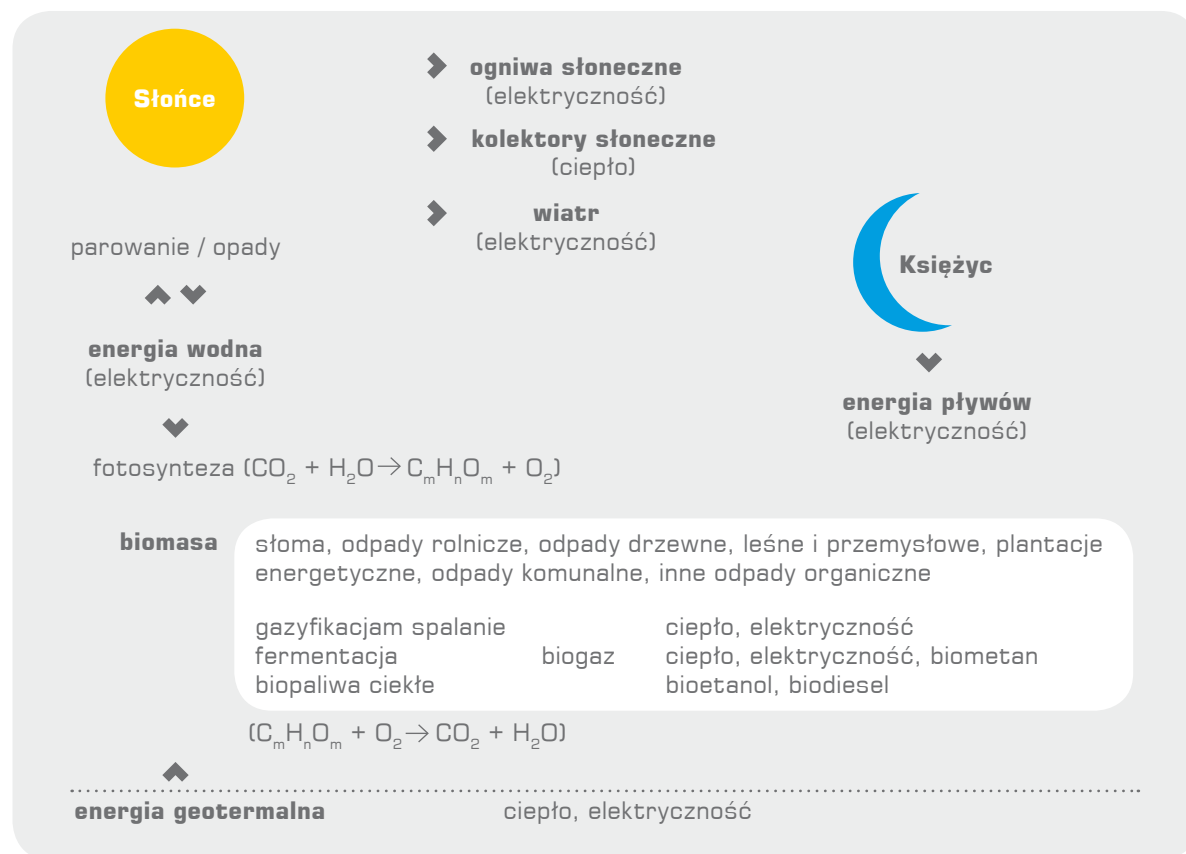 Słońce
ogniwa słoneczne
(elektryczność)
kolektory słoneczne
(ciepło)
wiatr
(elektryczność)
parowanie / opady
energia wodna
(elektryczność)
Księżyc
energia pływów
(elektryczność)
fotosynteza (CO₂ + H₂O → CₘHₙOₘ + O₂)
biomasa
słoma, odpady rolnicze, odpady drzewne, leśne i przemysłowe, plantacje
energetyczne, odpady komunalne, inne odpady organiczne
gazyfikacjam spalanie ciepło, elektryczność
fermentacja biogaz ciepło, elektryczność, biometan
biopaliwa ciekłe bioetanol, biodiesel
(CₘHₙOₘ + O₂ → CO₂ + H₂O)
energia geotermalna ciepło, elektryczność